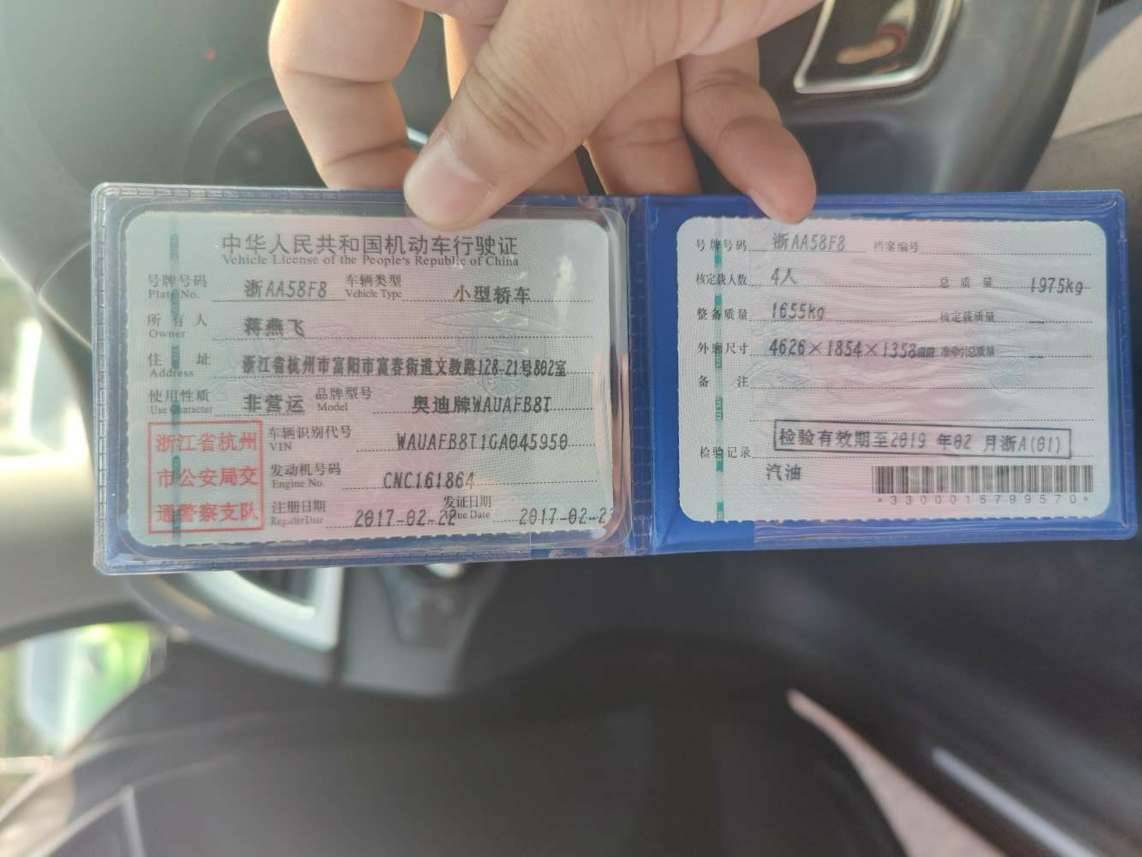 中华人民共和国机动车行驶证
Vehicle License of the People's Republic of China
号牌号码 浙AA58F8 车辆类型 小型轿车
Plate No. Vehicle Type
所有人 蒋燕飞
Owner
住址 浙江省杭州市富阳市富春街道文教路128-21号802室
Address
使用性质 非营运 品牌型号 奥迪牌WAUAFB8T
Use Character Model
浙江省杭州
市公安局交
通警察支队
车辆识别代号 WAUAFB8T1GA045950
VIN
发动机号码 CNC161864
Engine No.
注册日期 2017-02-22 发证日期 2017-02-2
Register Date Issue Date
号牌号码 浙AA58F8 档案编号
核定载人数 4人 总质量 1975kg
整备质量 1655kg 核定载质量 --
外廓尺寸 4626×1854×1358mm 准牵引总质量 --
备注
检验记录 检验有效期至2019年02月浙A(01)
汽油
*3300016789570*